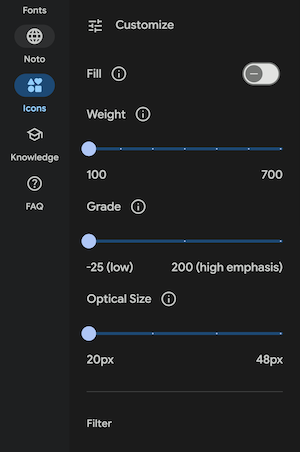 Fonts
Noto
Icons
Knowledge
FAQ
Customize
Fill
Weight
100 700
Grade
-25 (low) 200 (high emphasis)
Optical Size
20px 48px
Filter